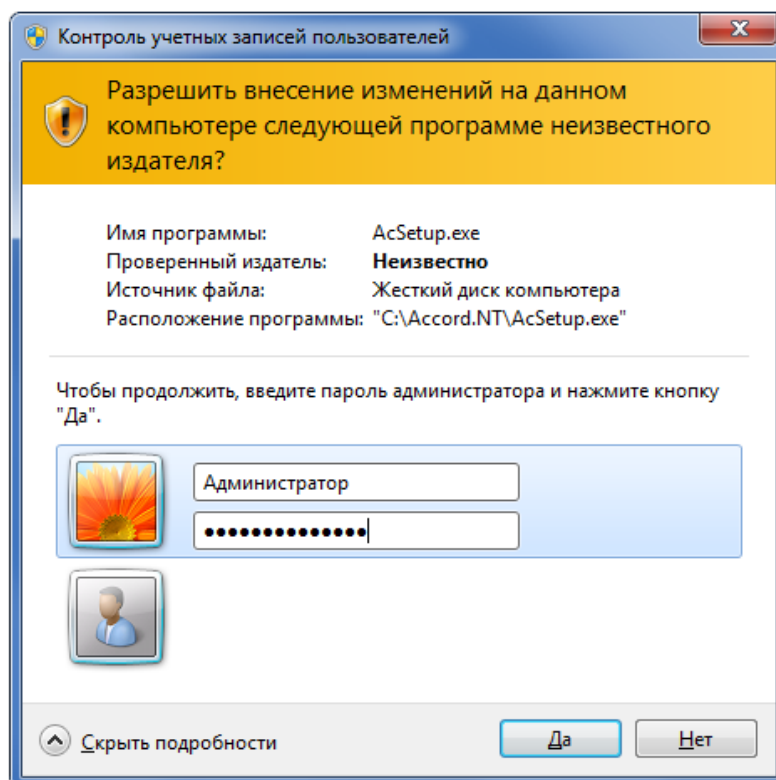 Контроль учетных записей пользователей
Разрешить внесение изменений на данном
компьютере следующей программе неизвестного
издателя?
Имя программы: AcSetup.exe
Проверенный издатель: Неизвестно
Источник файла: Жесткий диск компьютера
Расположение программы: "C:\Accord.NT\AcSetup.exe"
Чтобы продолжить, введите пароль администратора и нажмите кнопку
"Да".
Администратор
••••••••••••••
Скрыть подробности Да Нет